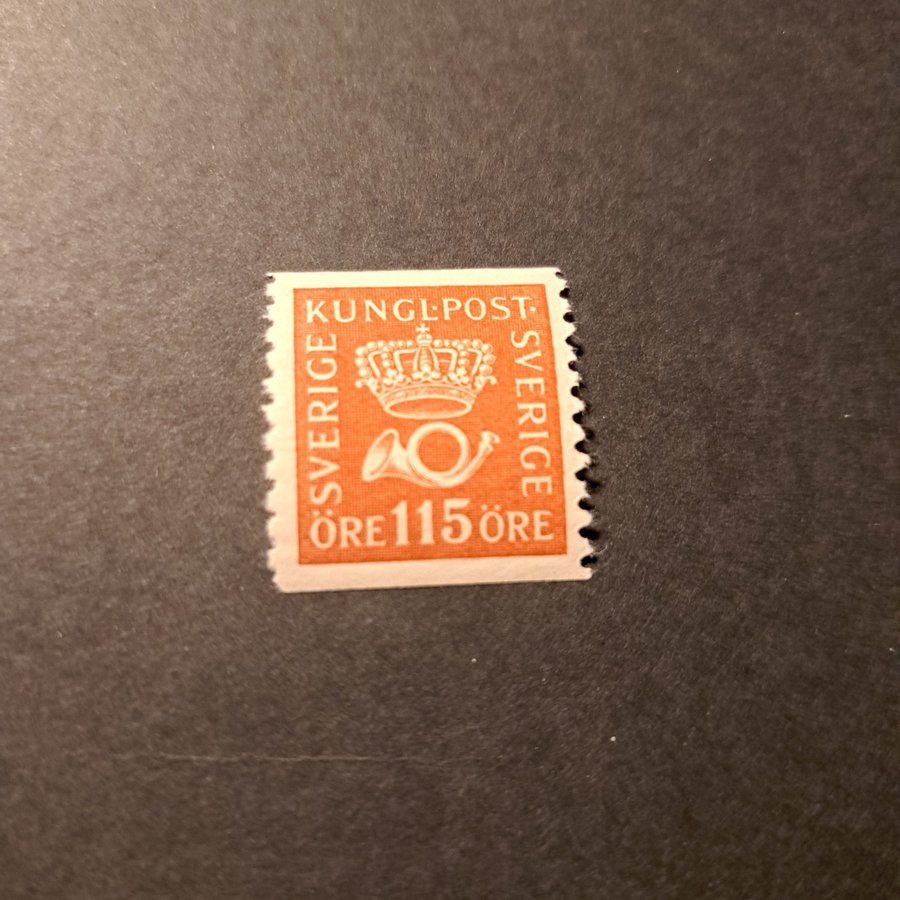 KUNGL·POST·
SVERIGE
SVERIGE
ÖRE 115 ÖRE